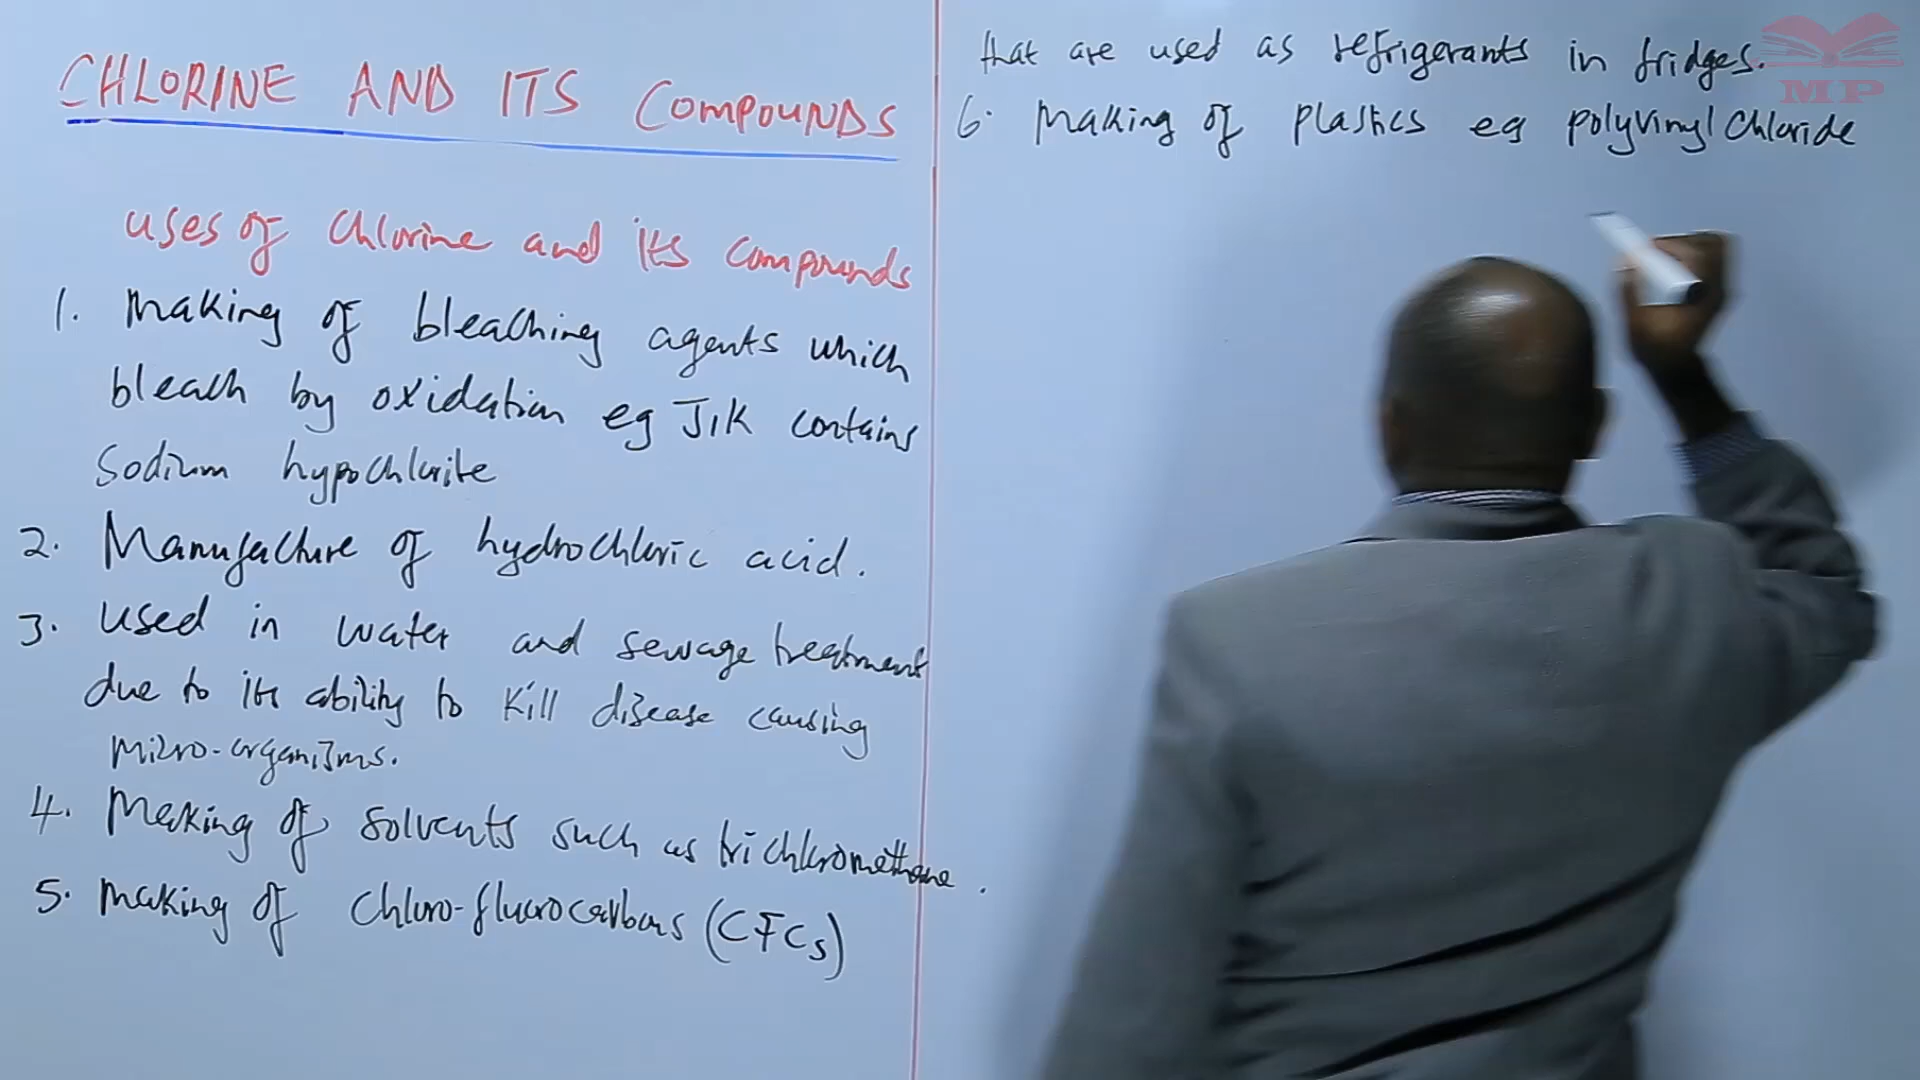 CHLORINE AND ITS COMPOUNDS
uses of chlorine and its compounds
1. Making of bleaching agents which
bleach by oxidation eg JIK contains
Sodium hypochlorite
2. Manufacture of hydrochloric acid.
3. used in water and sewage treatment
due to its ability to kill disease causing
micro-organisms.
4. Making of solvents such as trichloromethane.
5. Making of Chloro-fluorocarbons (CFCs)
that are used as refrigerants in fridges.
6. Making of plastics eg polyvinyl chloride
MP